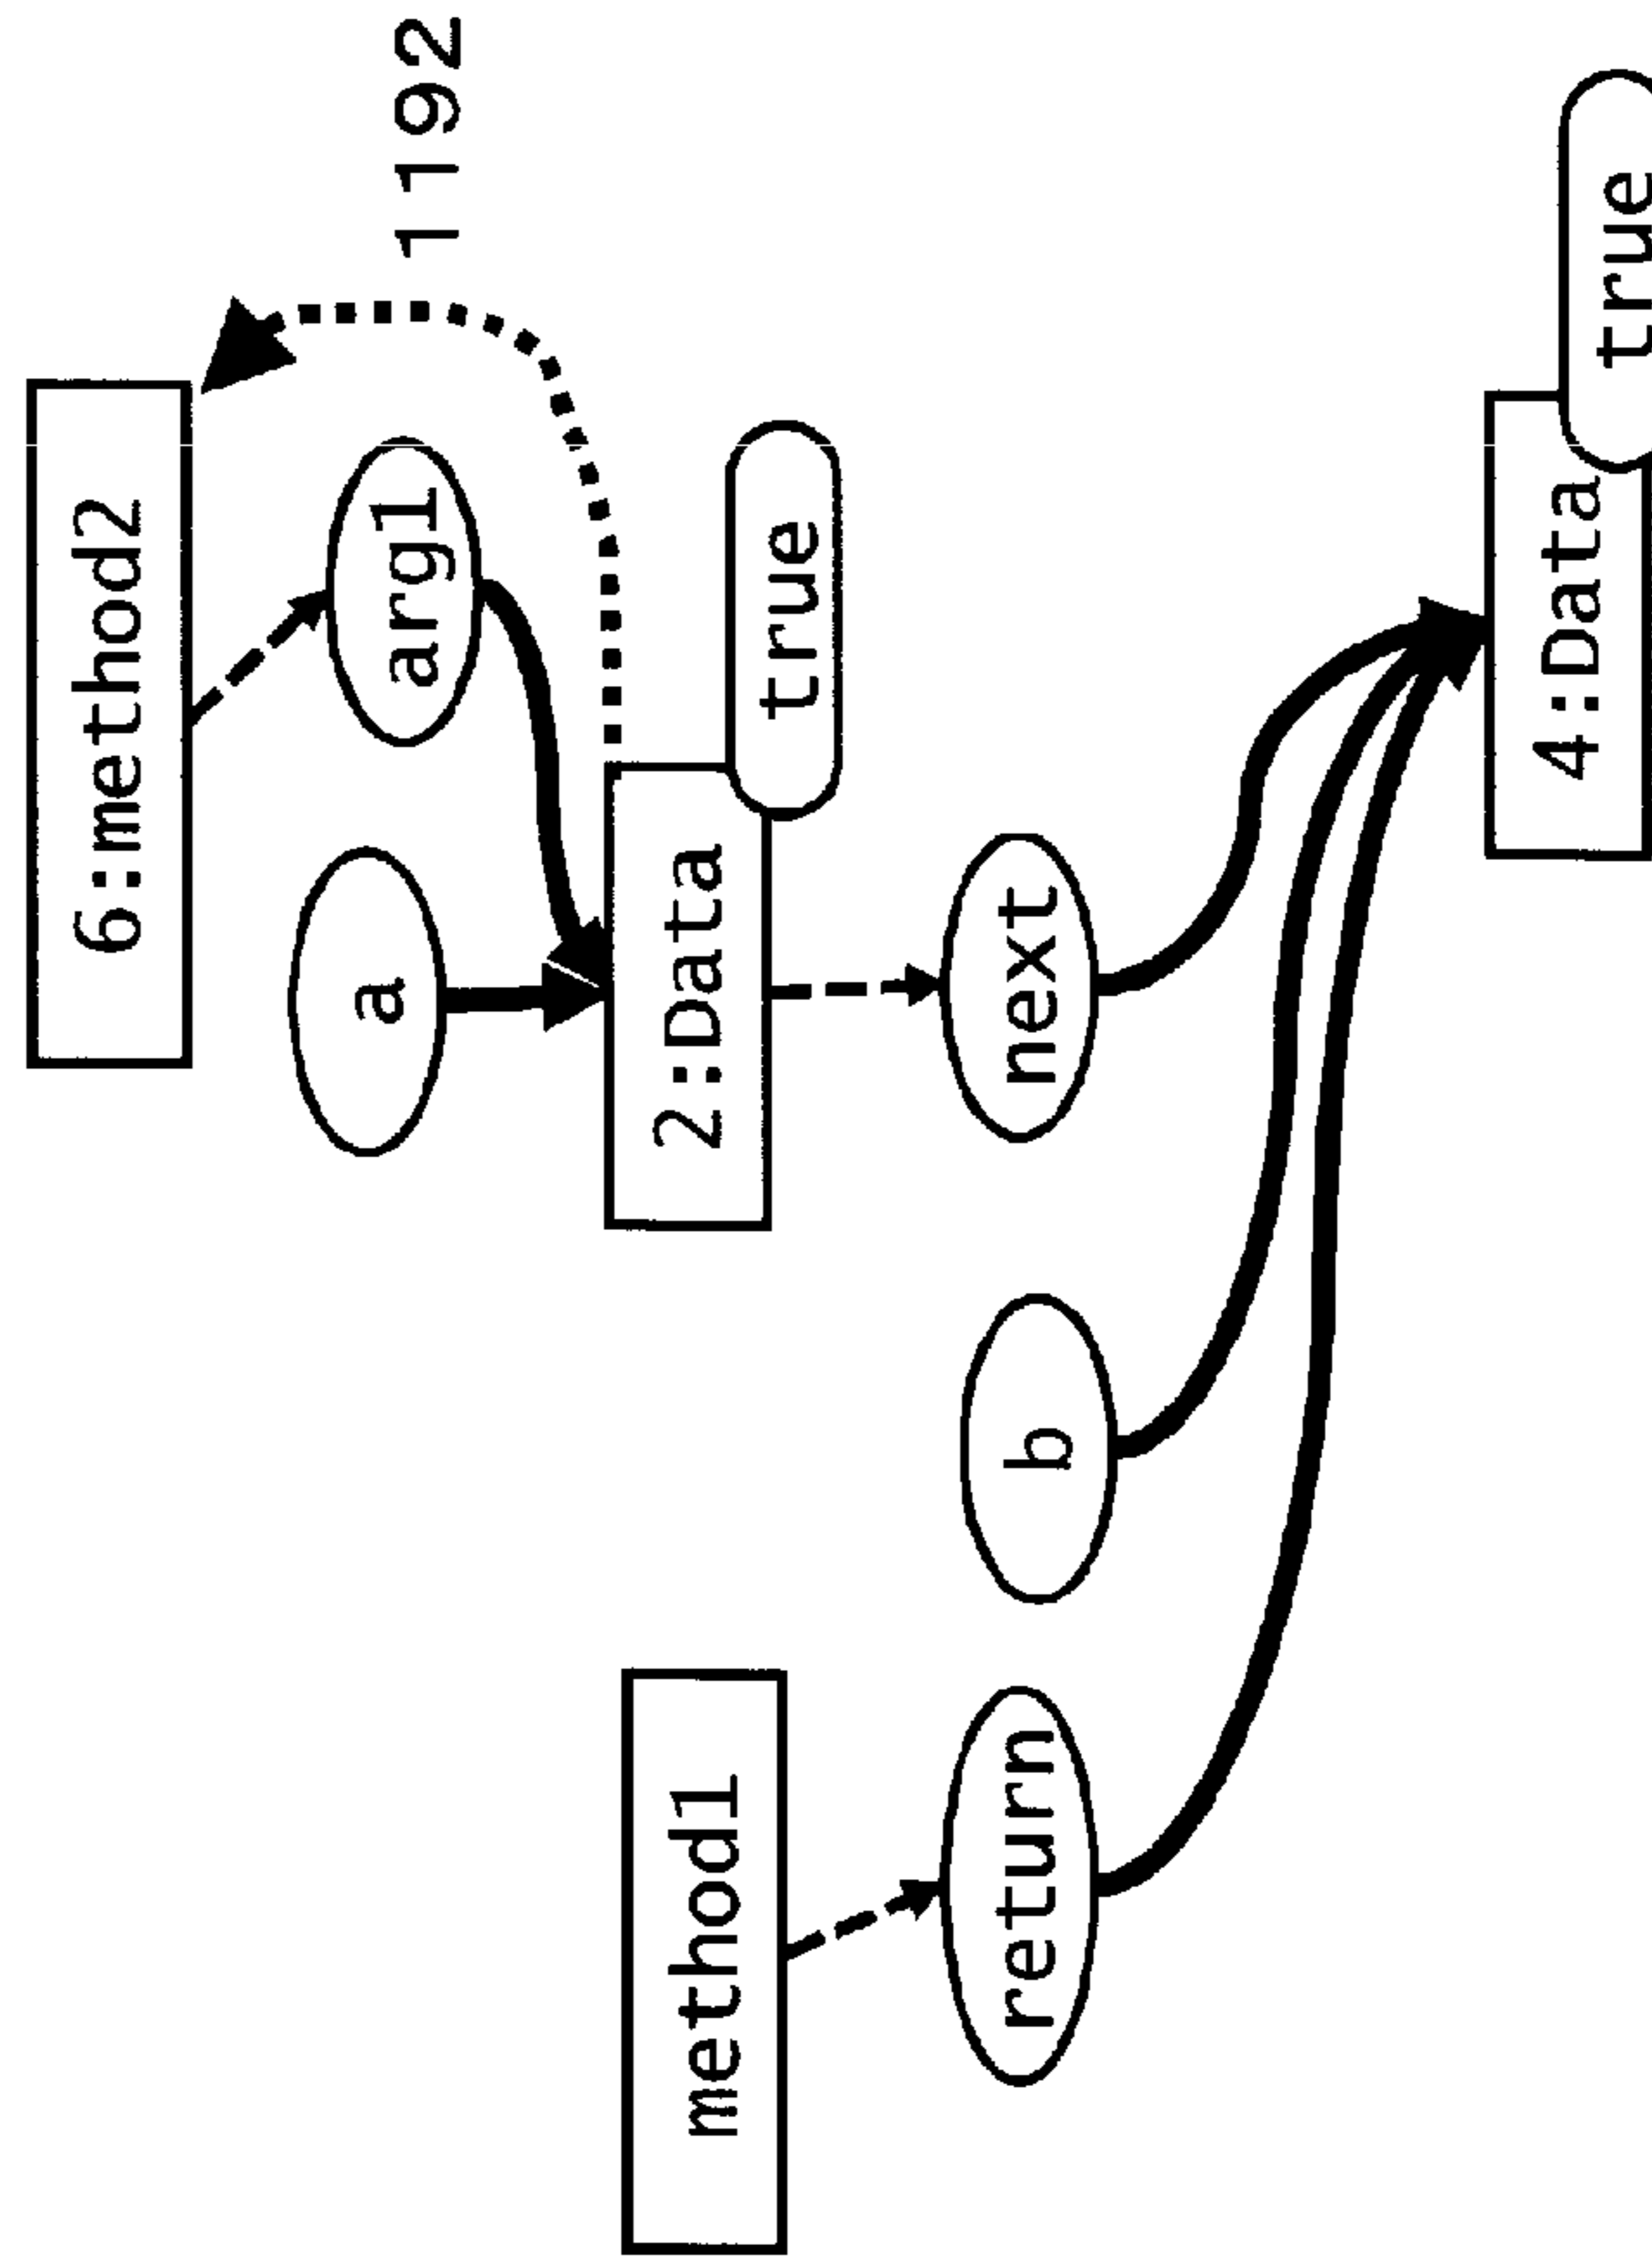 6:method2
1192
a
arg1
2:Data
true
method1
return
b
next
4:Data
true